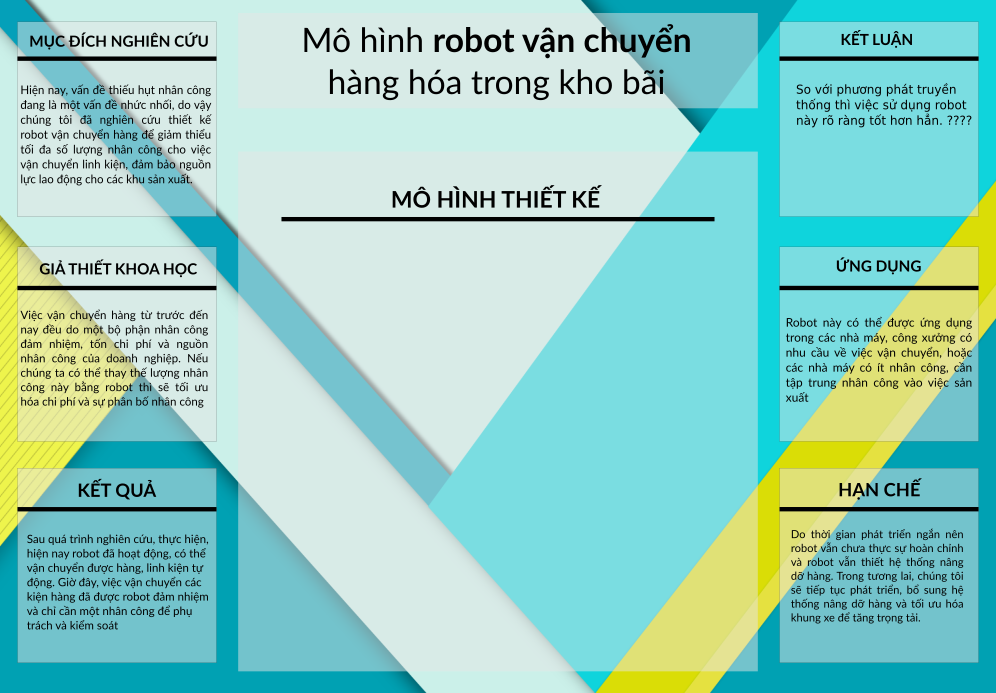 MỤC ĐÍCH NGHIÊN CỨU
Hiện nay, vấn đề thiếu hụt nhân công
đang là một vấn đề nhức nhối, do vậy
chúng tôi đã nghiên cứu thiết kế
robot vận chuyển hàng để giảm thiểu
tối đa số lượng nhân công cho việc
vận chuyển linh kiện, đảm bảo nguồn
lực lao động cho các khu sản xuất.
GIẢ THIẾT KHOA HỌC
Việc vận chuyển hàng từ trước đến
nay đều do một bộ phận nhân công
đảm nhiệm, tốn chi phí và nguồn
nhân công của doanh nghiệp. Nếu
chúng ta có thể thay thế lượng nhân
công này bằng robot thì sẽ tối ưu
hóa chi phí và sự phân bố nhân công
KẾT QUẢ
Sau quá trình nghiên cứu, thực hiện,
hiện nay robot đã hoạt động, có thể
vận chuyển được hàng, linh kiện tự
động. Giờ đây, việc vận chuyển các
kiện hàng đã được robot đảm nhiệm
và chỉ cần một nhân công để phụ
trách và kiểm soát
Mô hình robot vận chuyển
hàng hóa trong kho bãi
MÔ HÌNH THIẾT KẾ
KẾT LUẬN
So với phương phát truyền
thống thì việc sử dụng robot
này rõ ràng tốt hơn hẳn. ????
ỨNG DỤNG
Robot này có thể được ứng dụng
trong các nhà máy, công xưởng có
nhu cầu về việc vận chuyển, hoặc
các nhà máy có ít nhân công, cần
tập trung nhân công vào việc sản
xuất
HẠN CHẾ
Do thời gian phát triển ngắn nên
robot vẫn chưa thực sự hoàn chỉnh
và robot vẫn thiết hệ thống nâng
dỡ hàng. Trong tương lai, chúng tôi
sẽ tiếp tục phát triển, bổ sung hệ
thống nâng dỡ hàng và tối ưu hóa
khung xe để tăng trọng tải.